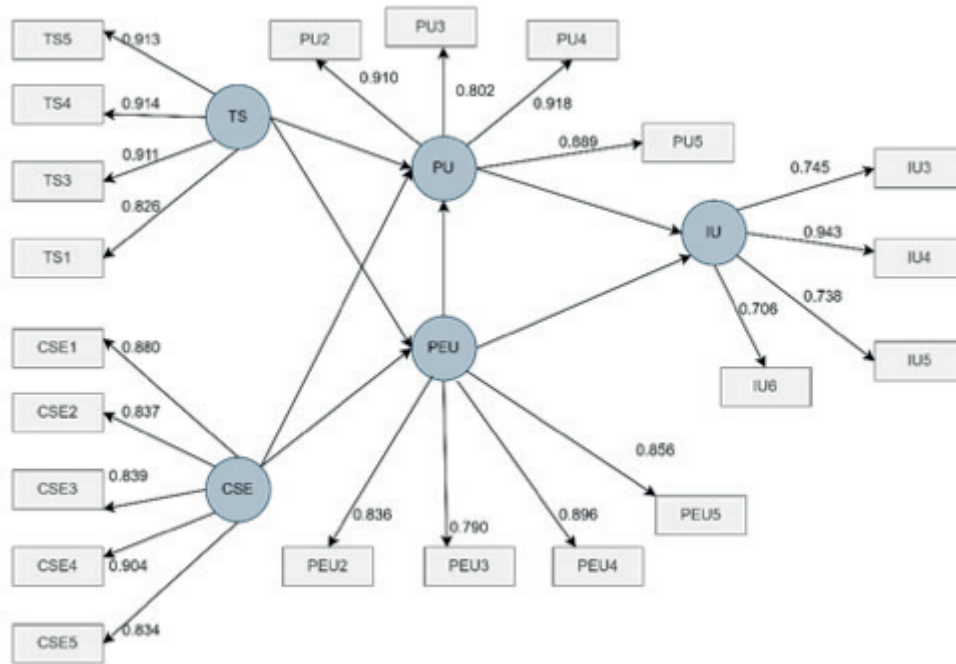 TS5
0.913
TS4
0.914
TS3
0.911
TS1
0.826
TS
PU2
0.910
PU3
0.802
PU4
0.918
PU5
0.889
PU
IU3
0.745
IU
IU4
0.943
IU5
0.738
IU6
0.706
CSE1
0.880
CSE2
0.837
CSE3
0.839
CSE
CSE4
0.904
CSE5
0.834
PEU
PEU2
0.836
PEU3
0.790
PEU4
0.896
PEU5
0.856